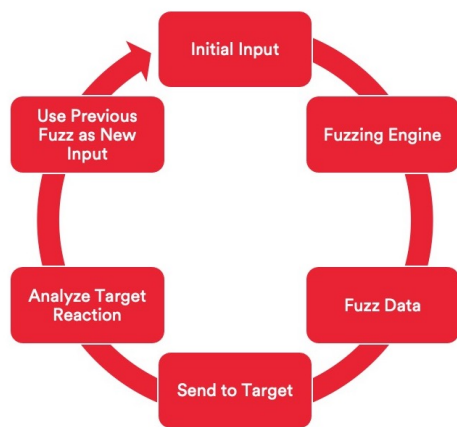 Initial Input
Fuzzing Engine
Fuzz Data
Send to Target
Analyze Target
Reaction
Use Previous
Fuzz as New
Input